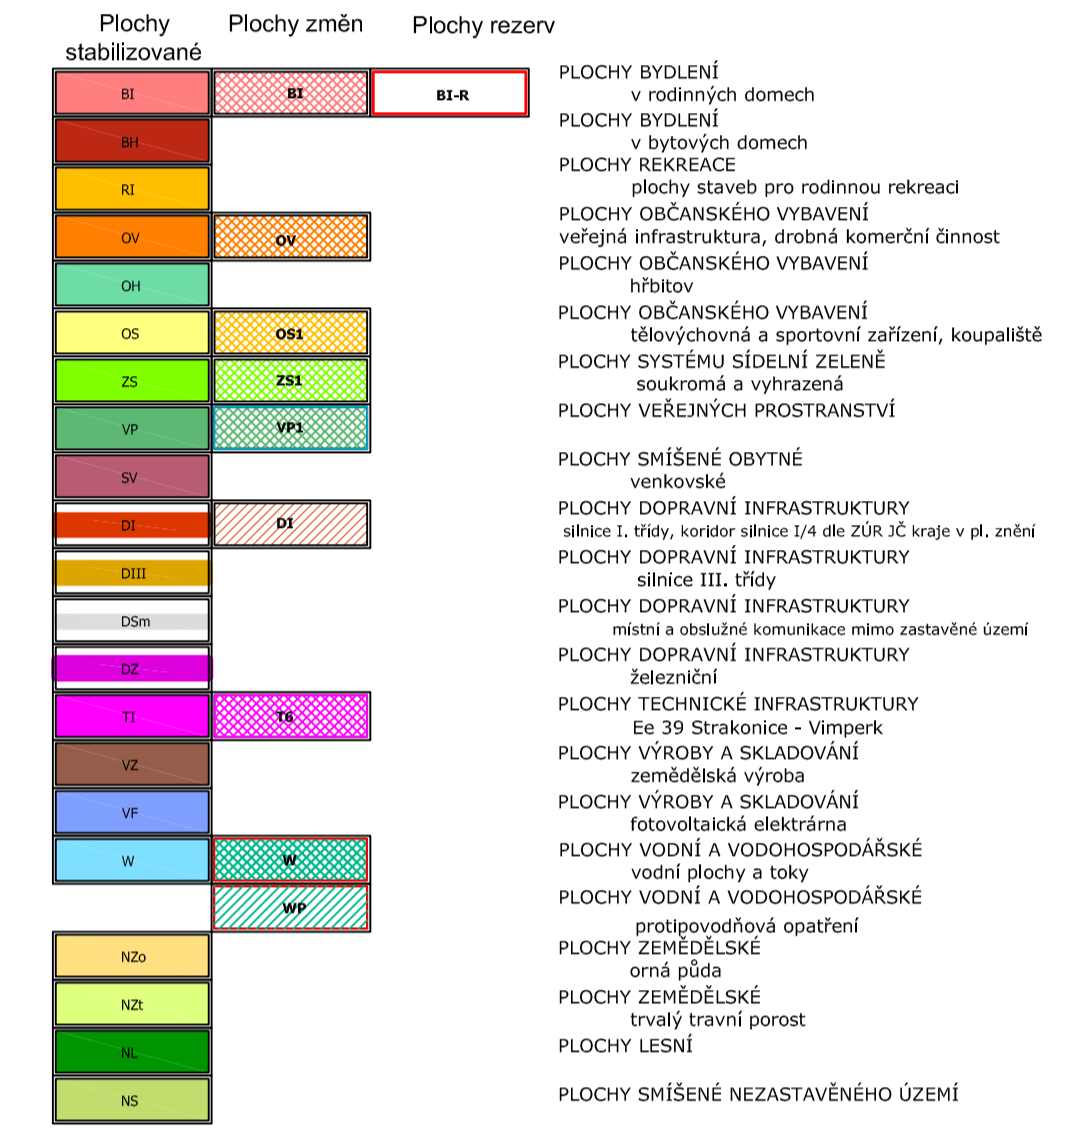 Plochy
stabilizované
Plochy změn
Plochy rezerv
BI
BI
BI-R
PLOCHY BYDLENÍ
v rodinných domech
BH
PLOCHY BYDLENÍ
v bytových domech
RI
PLOCHY REKREACE
plochy staveb pro rodinnou rekreaci
OV
OV
PLOCHY OBČANSKÉHO VYBAVENÍ
veřejná infrastruktura, drobná komerční činnost
OH
PLOCHY OBČANSKÉHO VYBAVENÍ
hřbitov
OS
OS1
PLOCHY OBČANSKÉHO VYBAVENÍ
tělovýchovná a sportovní zařízení, koupaliště
ZS
ZS1
PLOCHY SYSTÉMU SÍDELNÍ ZELENĚ
soukromá a vyhrazená
VP
VP1
PLOCHY VEŘEJNÝCH PROSTRANSTVÍ
SV
PLOCHY SMÍŠENÉ OBYTNÉ
venkovské
DI
DI
PLOCHY DOPRAVNÍ INFRASTRUKTURY
silnice I. třídy, koridor silnice I/4 dle ZÚR JČ kraje v pl. znění
DIII
PLOCHY DOPRAVNÍ INFRASTRUKTURY
silnice III. třídy
DSm
PLOCHY DOPRAVNÍ INFRASTRUKTURY
místní a obslužné komunikace mimo zastavěné území
DZ
PLOCHY DOPRAVNÍ INFRASTRUKTURY
železniční
TI
T6
PLOCHY TECHNICKÉ INFRASTRUKTURY
Ee 39 Strakonice - Vimperk
VZ
PLOCHY VÝROBY A SKLADOVÁNÍ
zemědělská výroba
VF
PLOCHY VÝROBY A SKLADOVÁNÍ
fotovoltaická elektrárna
W
W
PLOCHY VODNÍ A VODOHOSPODÁŘSKÉ
vodní plochy a toky
WP
PLOCHY VODNÍ A VODOHOSPODÁŘSKÉ
protipovodňová opatření
NZo
PLOCHY ZEMĚDĚLSKÉ
orná půda
NZt
PLOCHY ZEMĚDĚLSKÉ
trvalý travní porost
NL
PLOCHY LESNÍ
NS
PLOCHY SMÍŠENÉ NEZASTAVĚNÉHO ÚZEMÍ